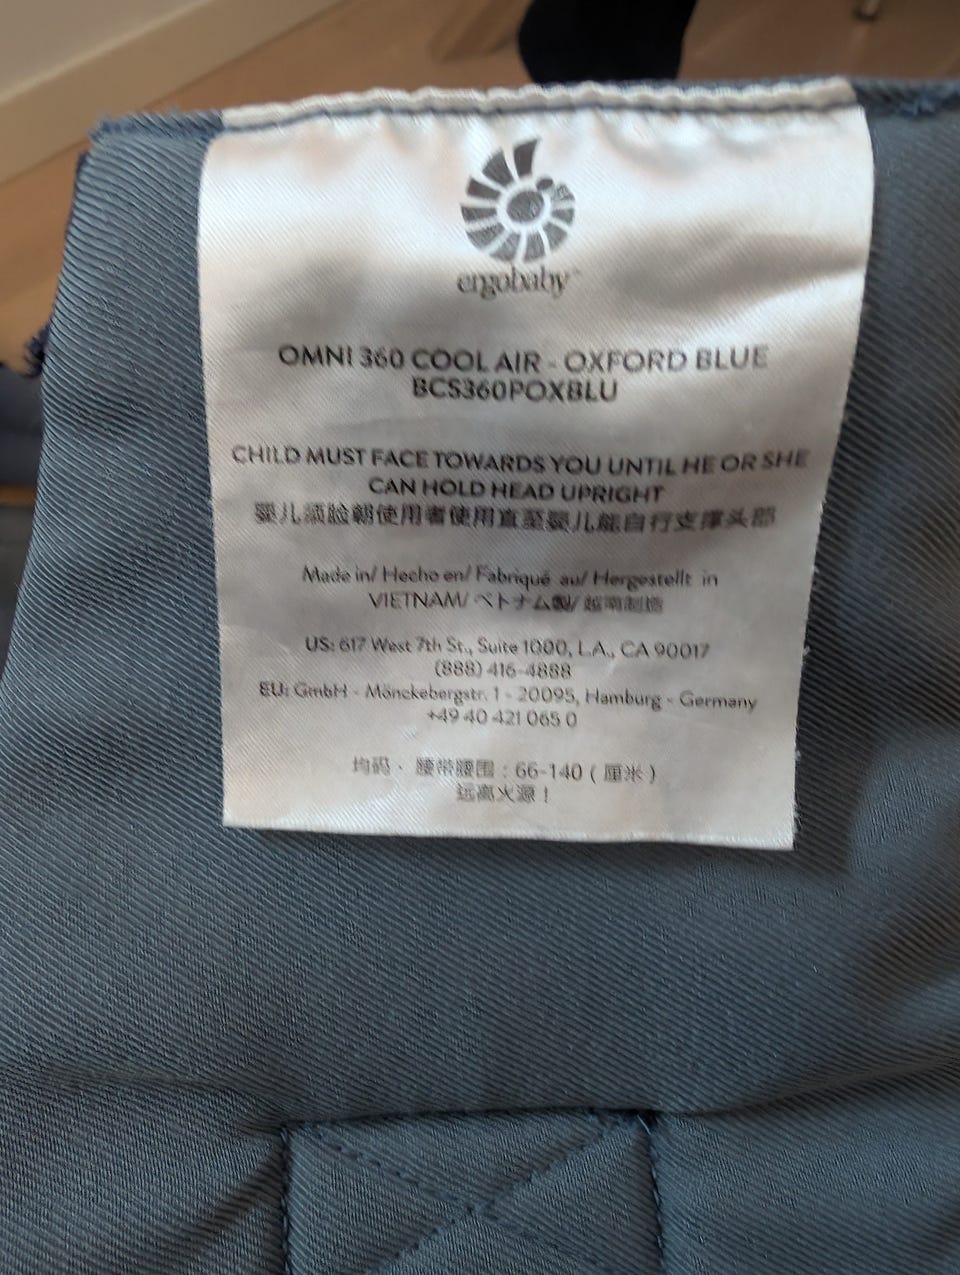 ergobaby™
OMNI 360 COOL AIR - OXFORD BLUE
BCS360POXBLU
CHILD MUST FACE TOWARDS YOU UNTIL HE OR SHE
CAN HOLD HEAD UPRIGHT
婴儿须脸朝使用者使用直至婴儿能自行支撑头部
Made in/ Hecho en/ Fabriqué au/ Hergestellt in
VIETNAM/ ベトナム製/ 越南制造
US: 617 West 7th St., Suite 1000, L.A., CA 90017
(888) 416-4888
EU: GmbH - Mönckebergstr. 1 - 20095, Hamburg - Germany
+49 40 421 065 0
均码 · 腰带腰围：66-140（厘米）
远离火源！